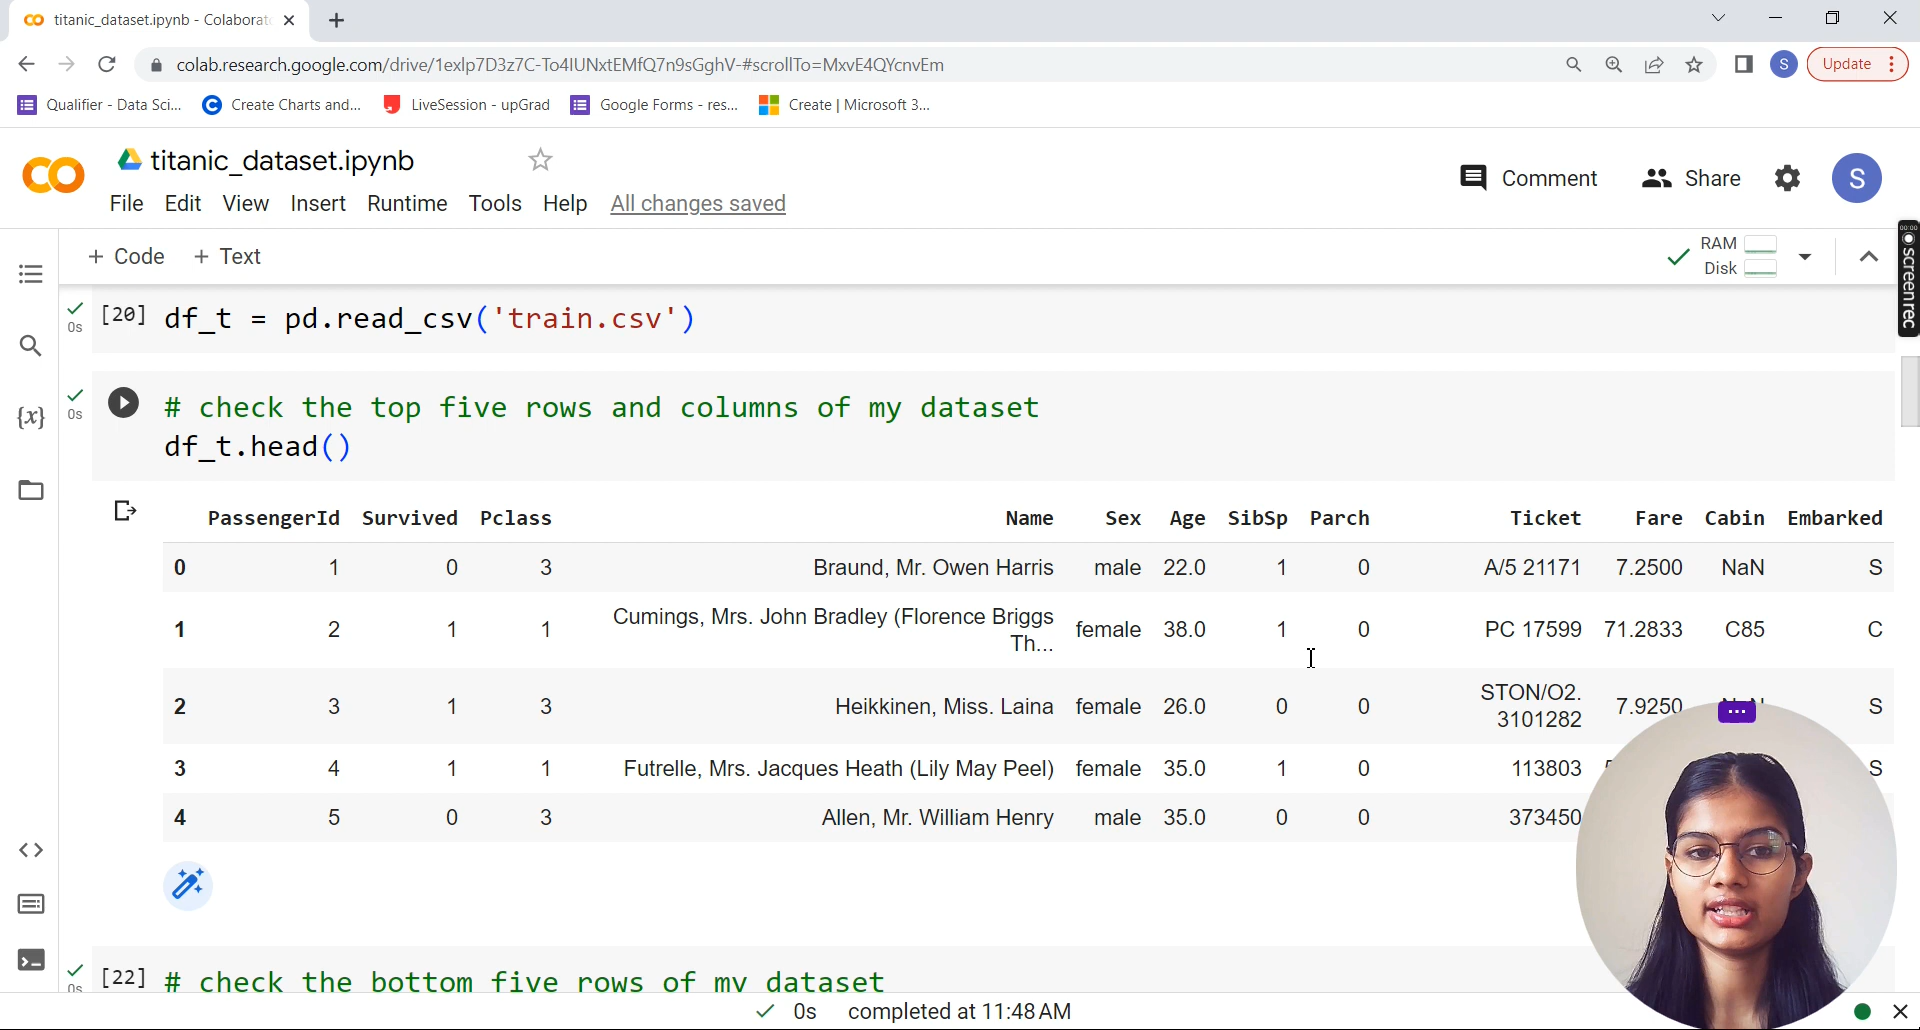 titanic_dataset.ipynb - Colaborat
colab.research.google.com/drive/1exlp7D3z7C-To4IUNxtEMfQ7n9sGghV-#scrollTo=MxvE4QYcnvEm
S
Update
Qualifier - Data Sci...
Create Charts and...
LiveSession - upGrad
Google Forms - res...
Create | Microsoft 3...
titanic_dataset.ipynb
Comment
Share
S
File Edit View Insert Runtime Tools Help All changes saved
+ Code + Text
RAM
Disk
00:00
screenrec
0s [20] df_t = pd.read_csv('train.csv')
0s # check the top five rows and columns of my dataset
df_t.head()
PassengerId Survived Pclass Name Sex Age SibSp Parch Ticket Fare Cabin Embarked
0 1 0 3 Braund, Mr. Owen Harris male 22.0 1 0 A/5 21171 7.2500 NaN S
1 2 1 1 Cumings, Mrs. John Bradley (Florence Briggs Th... female 38.0 1 0 PC 17599 71.2833 C85 C
2 3 1 3 Heikkinen, Miss. Laina female 26.0 0 0 STON/O2. 3101282 7.9250 S
3 4 1 1 Futrelle, Mrs. Jacques Heath (Lily May Peel) female 35.0 1 0 113803 S
4 5 0 3 Allen, Mr. William Henry male 35.0 0 0 373450
0s [22] # check the bottom five rows of my dataset
0s completed at 11:48 AM